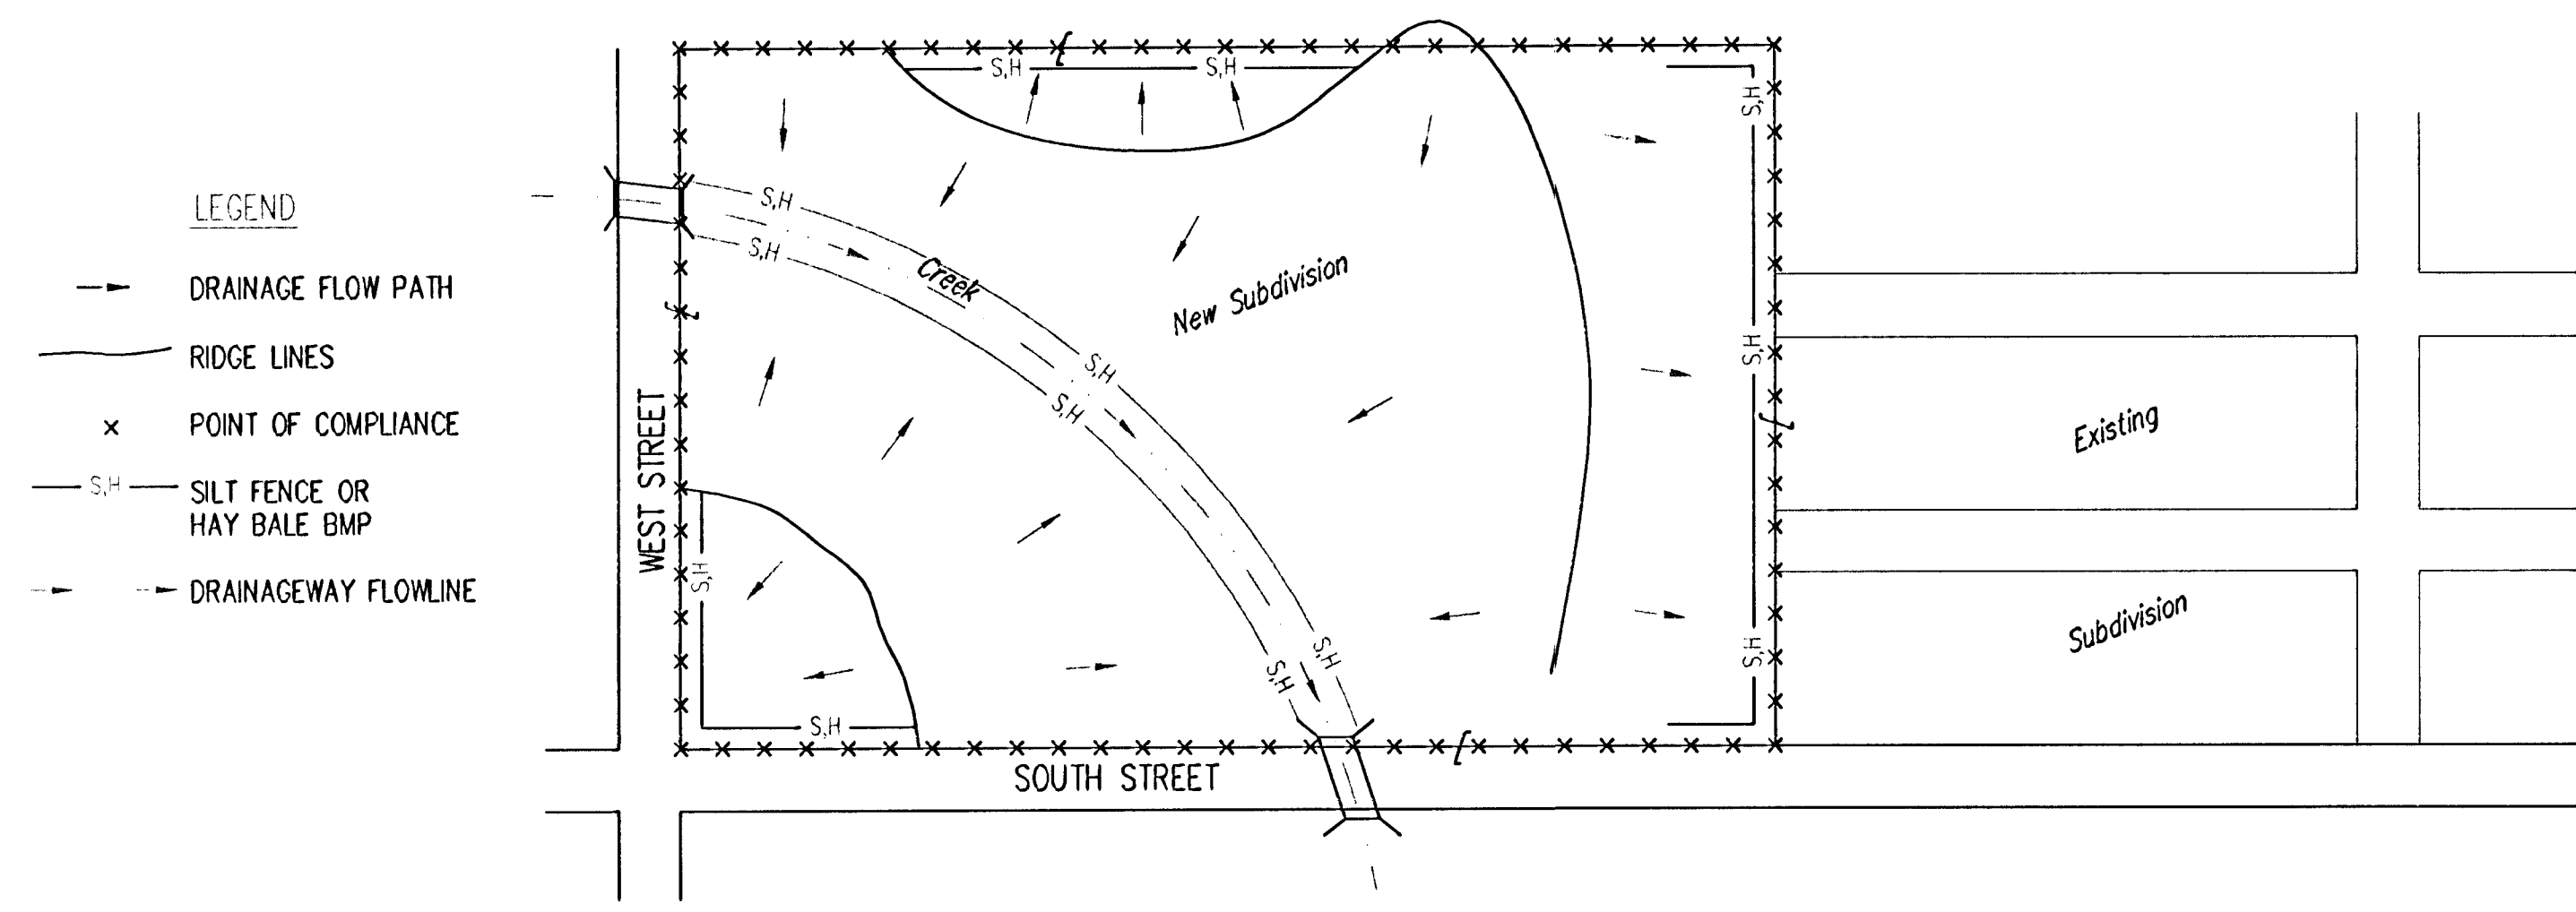 LEGEND
DRAINAGE FLOW PATH
RIDGE LINES
x POINT OF COMPLIANCE
S,H SILT FENCE OR
HAY BALE BMP
DRAINAGEWAY FLOWLINE
WEST STREET
SOUTH STREET
S,H S,H
S,H
S,H
Creek
New Subdivision
S,H
S,H
S,H
S,H
S,H
S,H
S,H
S,H
S,H
S,H
Existing
Subdivision